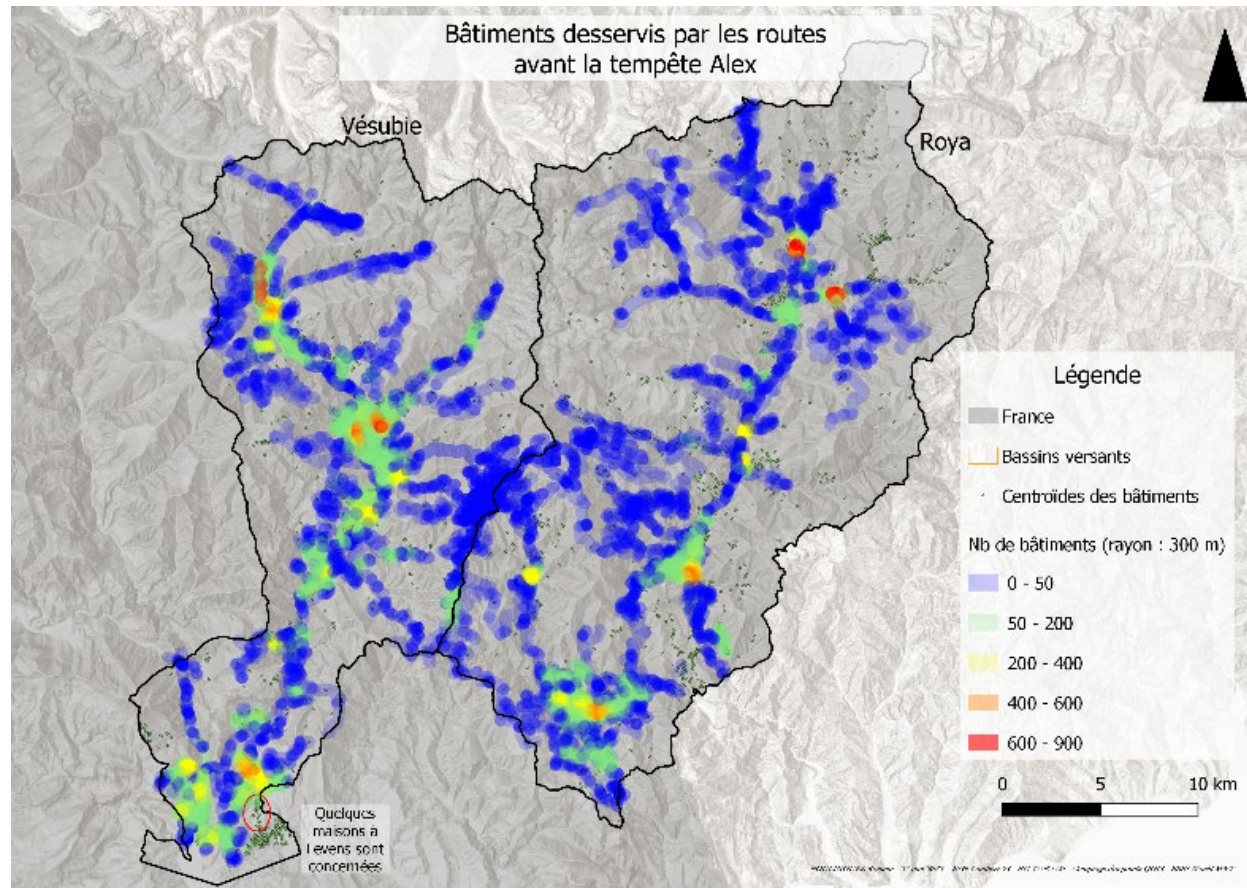 Bâtiments desservis par les routes
avant la tempête Alex
Vésubie
Roya
Légende
France
Bassins versants
Centroïdes des bâtiments
Nb de bâtiments (rayon : 300 m)
0 - 50
50 - 200
200 - 400
400 - 600
600 - 900
0 5 10 km
Quelques
maisons à
Levens sont
concernées